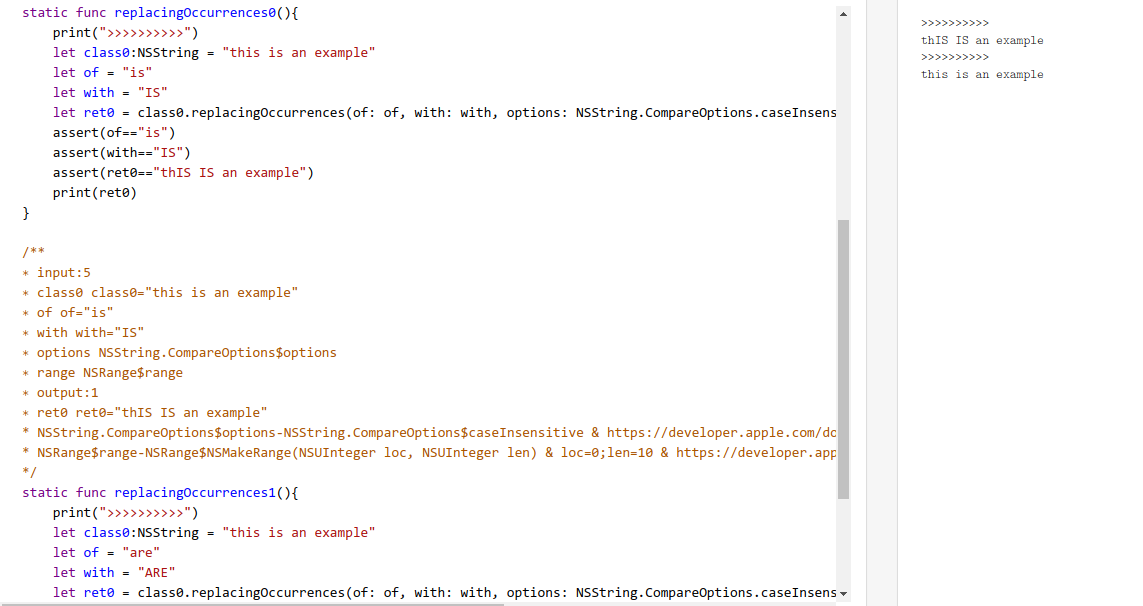 static func replacingOccurrences0(){
    print(">>>>>>>>>>")
    let class0:NSString = "this is an example"
    let of = "is"
    let with = "IS"
    let ret0 = class0.replacingOccurrences(of: of, with: with, options: NSString.CompareOptions.caseInsens
    assert(of=="is")
    assert(with=="IS")
    assert(ret0=="thIS IS an example")
    print(ret0)
}
/**
* input:5
* class0 class0="this is an example"
* of of="is"
* with with="IS"
* options NSString.CompareOptions$options
* range NSRange$range
* output:1
* ret0 ret0="thIS IS an example"
* NSString.CompareOptions$options-NSString.CompareOptions$caseInsensitive & https://developer.apple.com/do
* NSRange$range-NSRange$NSMakeRange(NSUInteger loc, NSUInteger len) & loc=0;len=10 & https://developer.app
*/
static func replacingOccurrences1(){
    print(">>>>>>>>>>")
    let class0:NSString = "this is an example"
    let of = "are"
    let with = "ARE"
    let ret0 = class0.replacingOccurrences(of: of, with: with, options: NSString.CompareOptions.caseInsens
>>>>>>>>>>
thIS IS an example
>>>>>>>>>>
this is an example